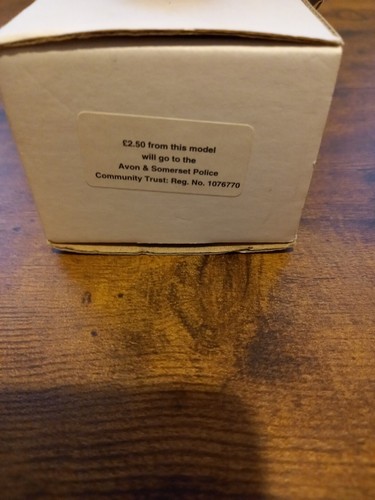 £2.50 from this model
will go to the
Avon & Somerset Police
Community Trust: Reg. No. 1076770